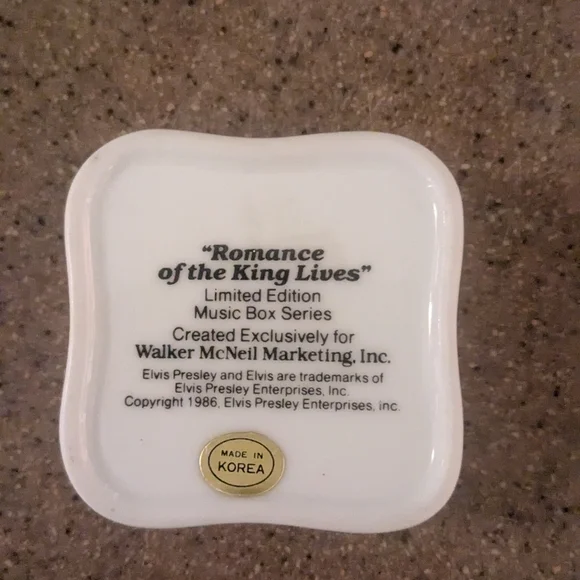 “Romance
of the King Lives”
Limited Edition
Music Box Series
Created Exclusively for
Walker McNeil Marketing, Inc.
Elvis Presley and Elvis are trademarks of
Elvis Presley Enterprises, Inc.
Copyright 1986, Elvis Presley Enterprises, inc.
MADE IN
KOREA